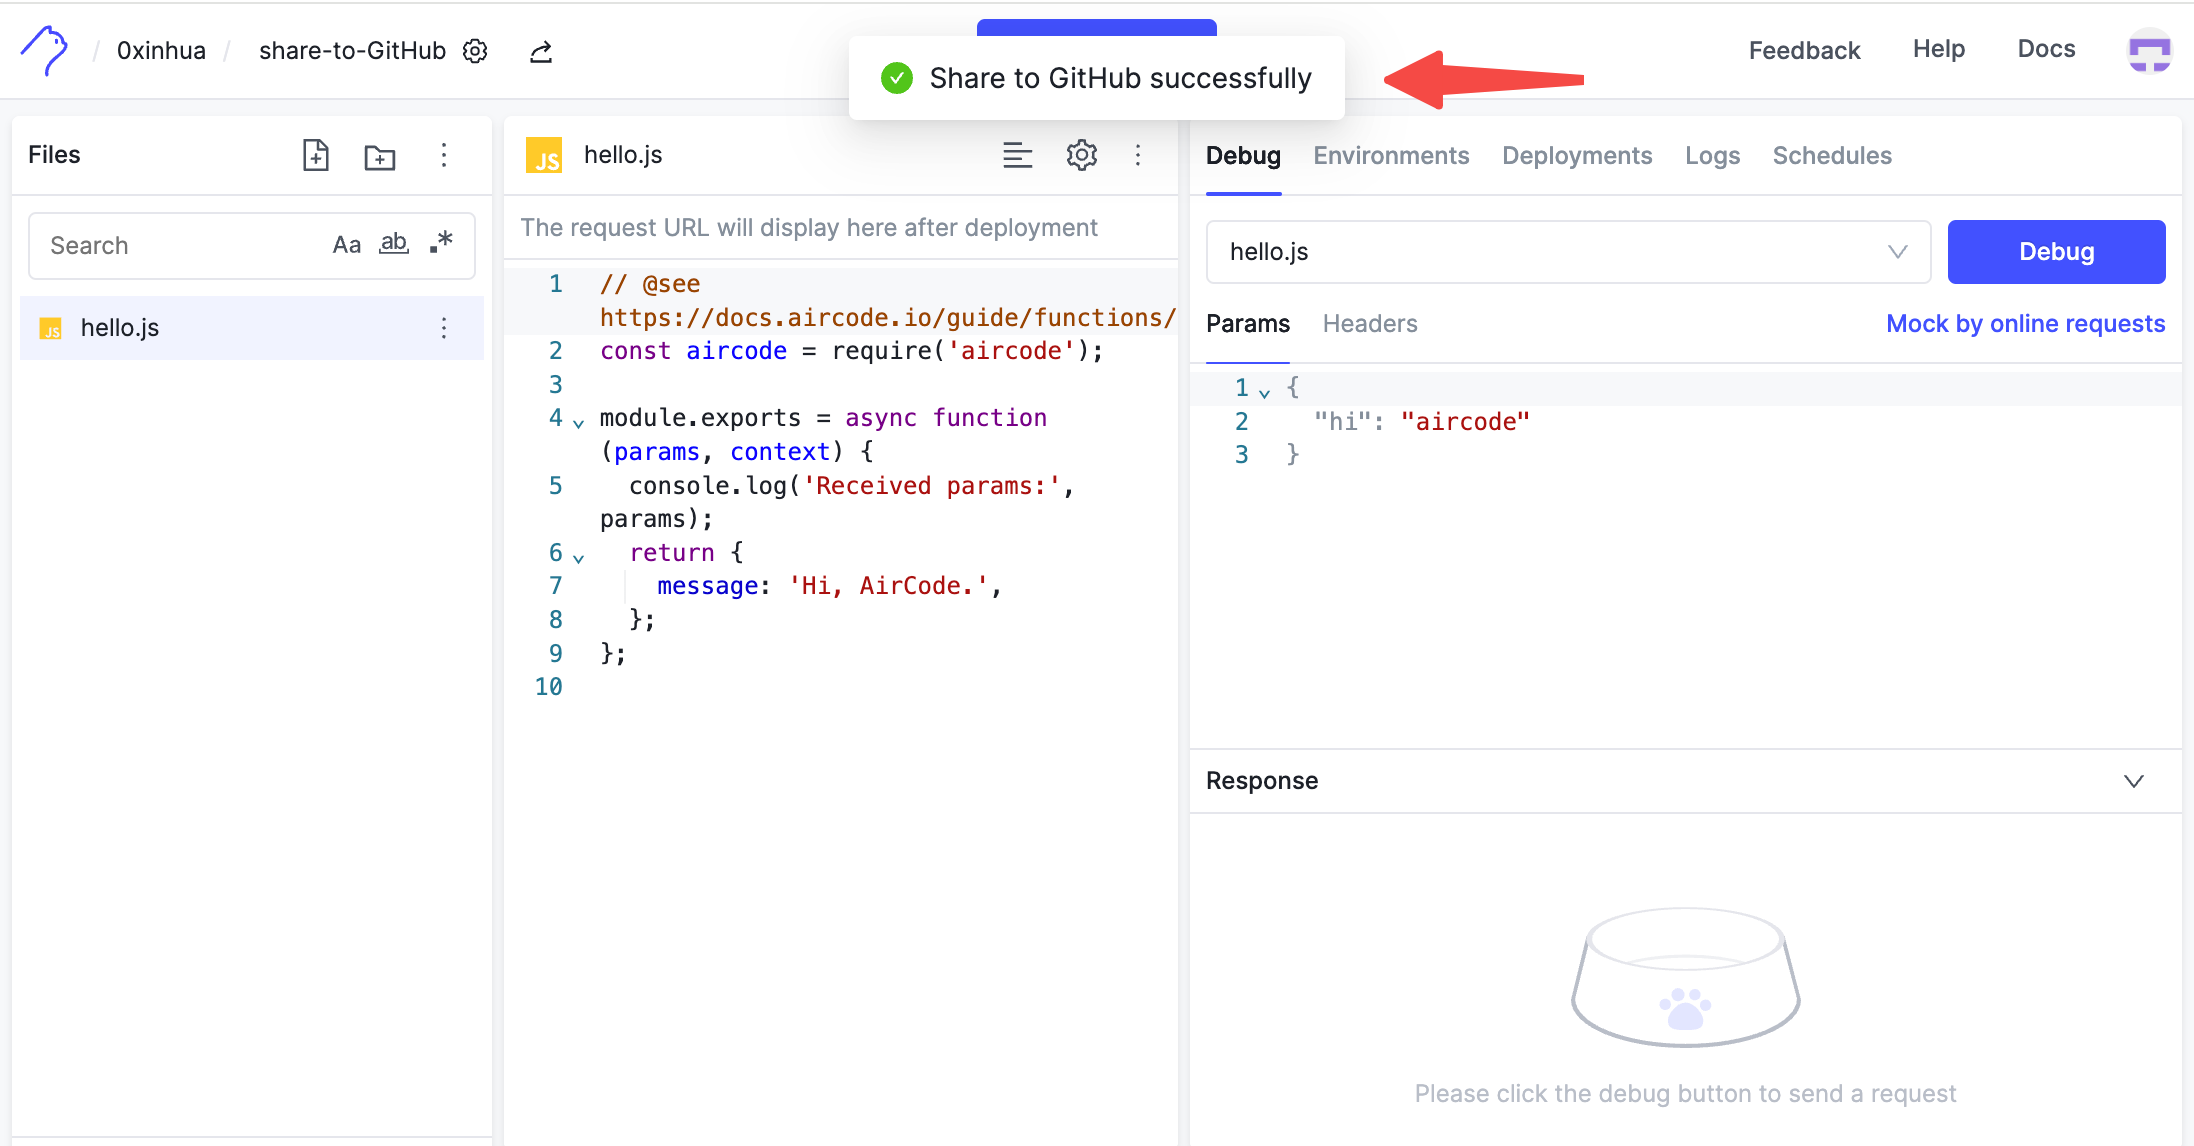 / 0xinhua / share-to-GitHub
Share to GitHub successfully
Feedback Help Docs
Files
Search Aa ab .*
JS hello.js
JS hello.js
The request URL will display here after deployment
1 // @see
https://docs.aircode.io/guide/functions/
2 const aircode = require('aircode');
3
4 module.exports = async function
(params, context) {
5 console.log('Received params:',
params);
6 return {
7 message: 'Hi, AirCode.',
8 };
9 };
10
Debug Environments Deployments Logs Schedules
hello.js Debug
Params Headers Mock by online requests
1 {
2 "hi": "aircode"
3 }
Response
Please click the debug button to send a request